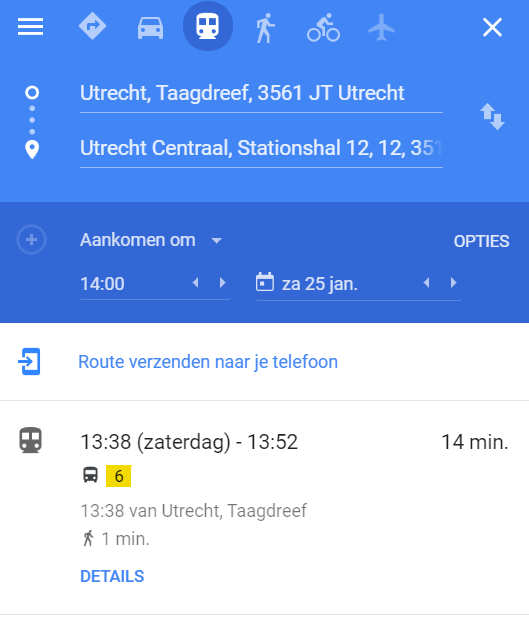 Utrecht, Taagdreef, 3561 JT Utrecht
Utrecht Centraal, Stationshal 12, 12, 351
Aankomen om
OPTIES
14:00
za 25 jan.
Route verzenden naar je telefoon
13:38 (zaterdag) - 13:52
14 min.
6
13:38 van Utrecht, Taagdreef
1 min.
DETAILS